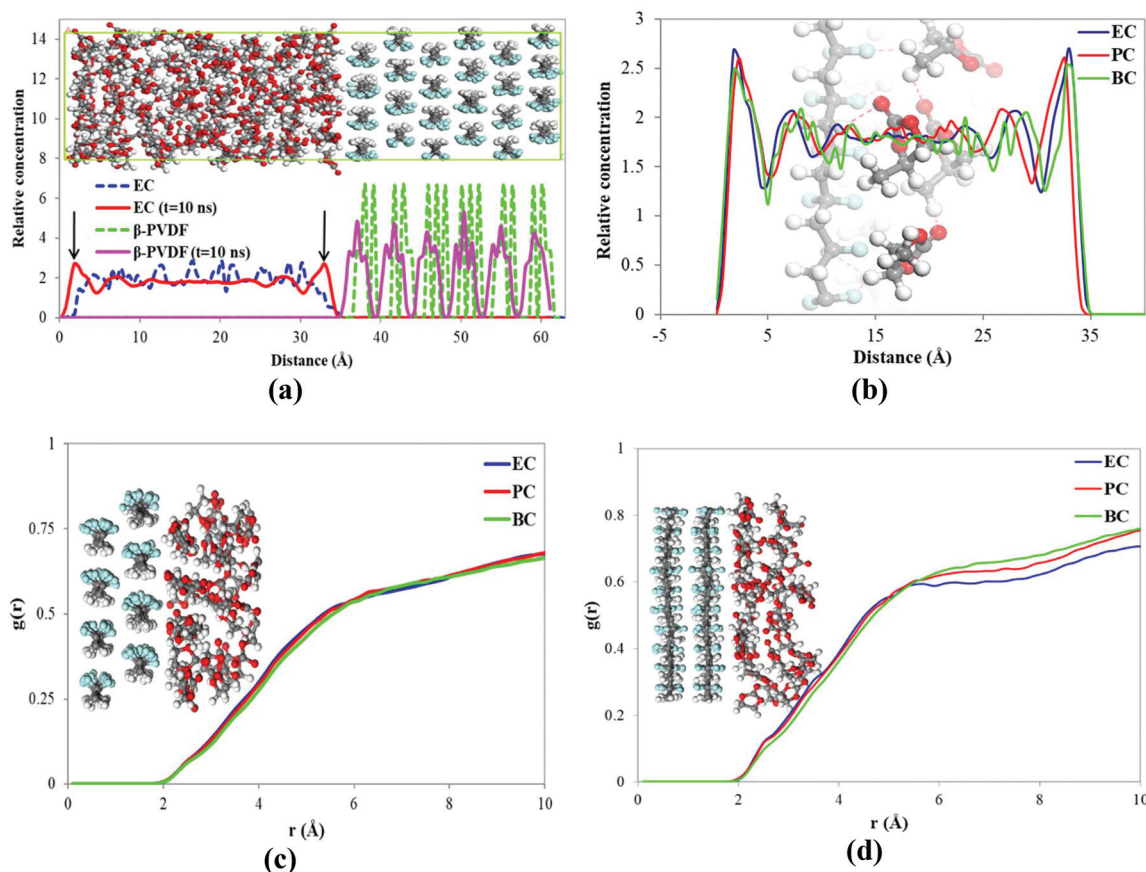 14
12
10
8
6
4
2
0
Relative concentration
EC
EC (t=10 ns)
β-PVDF
β-PVDF (t=10 ns)
0 10 20 30 40 50 60
Distance (Å)
(a)
3
2.5
2
1.5
1
0.5
0
Relative concentration
EC
PC
BC
-5 5 15 25 35
Distance (Å)
(b)
1
0.75
0.5
0.25
0
g(r)
EC
PC
BC
0 2 4 6 8 10
r (Å)
(c)
1
0.8
0.6
0.4
0.2
0
g(r)
EC
PC
BC
0 2 4 6 8 10
r (Å)
(d)